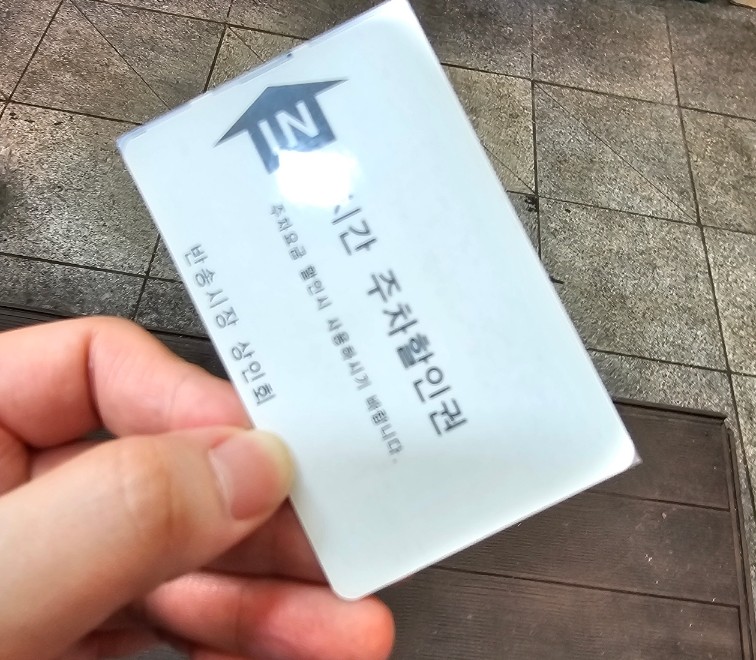 시간 주차할인권
주차요금 할인시 사용하시기 바랍니다.
반송시장 상인회